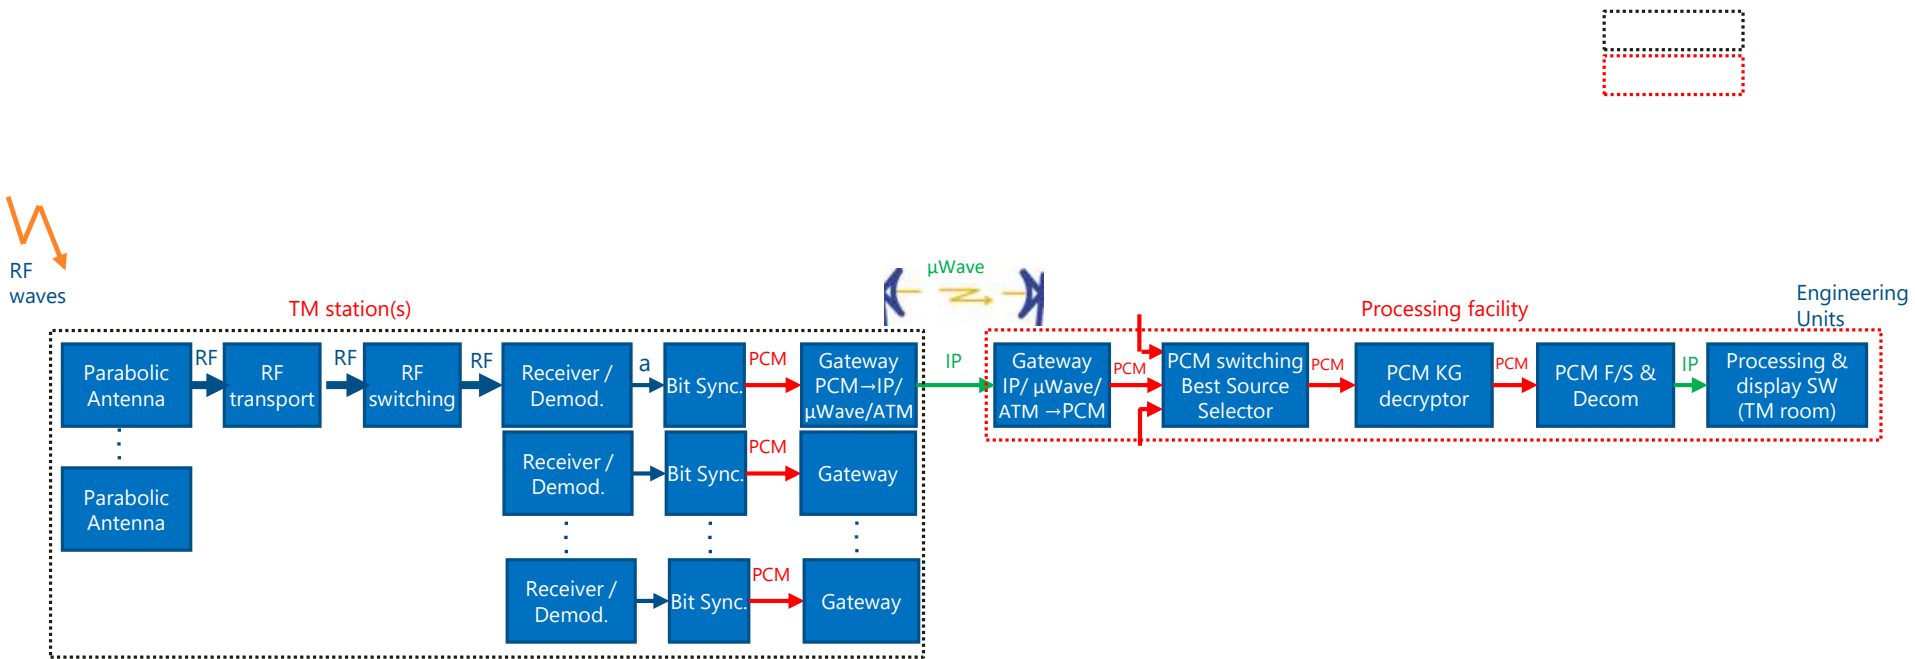 RF
waves
TM station(s)
µWave
Processing facility
Engineering
Units
Parabolic
Antenna
RF
RF
transport
RF
RF
switching
RF
Receiver /
Demod.
a
Bit Sync.
PCM
Gateway
PCM→IP/
µWave/ATM
IP
Gateway
IP/ µWave/
ATM →PCM
PCM
PCM switching
Best Source
Selector
PCM
PCM KG
decryptor
PCM
PCM F/S &
Decom
IP
Processing &
display SW
(TM room)
Parabolic
Antenna
Receiver /
Demod.
Bit Sync.
PCM
Gateway
Receiver /
Demod.
Bit Sync.
PCM
Gateway